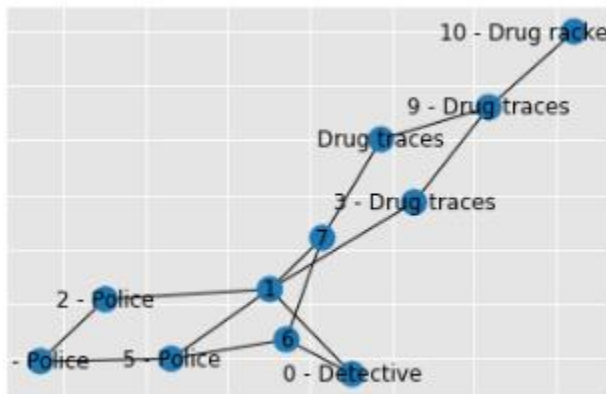 10 - Drug racke
9 - Drug traces
Drug traces
3 - Drug traces
7
1
2 - Police
6
- Police
5 - Police
0 - Detective